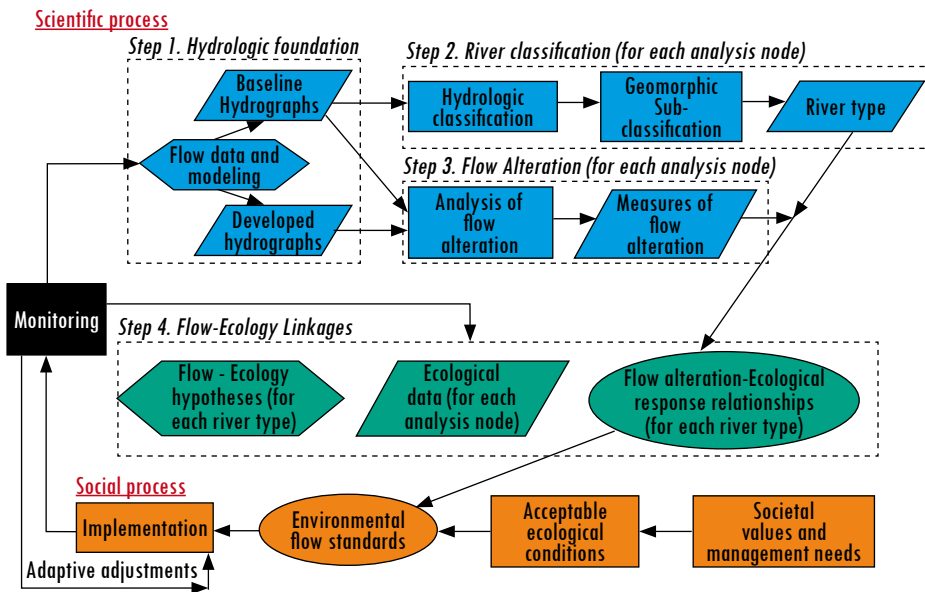 Scientific process
Step 1. Hydrologic foundation
Baseline
Hydrographs
Flow data and
modeling
Developed
hydrographs
Step 2. River classification (for each analysis node)
Hydrologic
classification
Geomorphic
Sub-
classification
River type
Step 3. Flow Alteration (for each analysis node)
Analysis of
flow
alteration
Measures of
flow
alteration
Monitoring
Step 4. Flow-Ecology Linkages
Flow - Ecology
hypotheses (for
each river type)
Ecological
data (for each
analysis node)
Flow alteration-Ecological
response relationships
(for each river type)
Social process
Implementation
Environmental
flow standards
Acceptable
ecological
conditions
Societal
values and
management needs
Adaptive adjustments